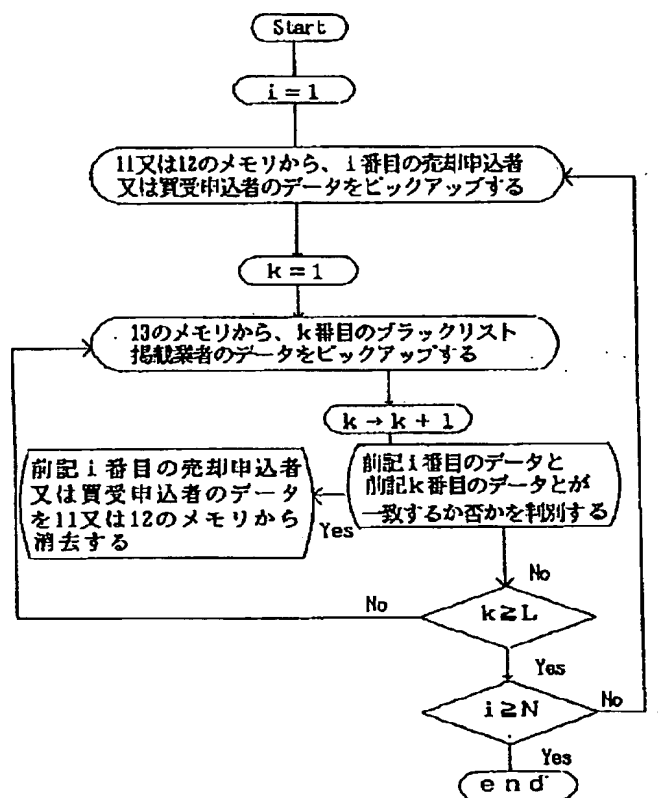 Start
i = 1
11又は12のメモリから、i番目の売却申込者
又は買受申込者のデータをピックアップする
k = 1
13のメモリから、k番目のブラックリスト
掲載業者のデータをピックアップする
k → k + 1
前記i番目の売却申込者
又は買受申込者のデータ
を11又は12のメモリから
消去する
Yes
前記i番目のデータと
前記k番目のデータとが
一致するか否かを判別する
No
No
k≧L
Yes
i≧N
No
Yes
end